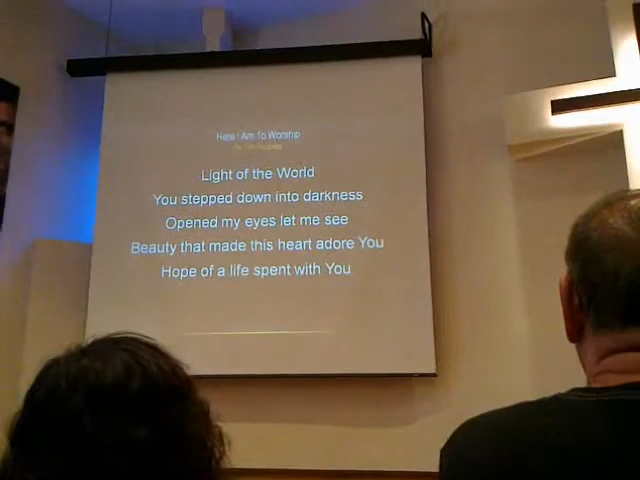 Here I Am To Worship
Light of the World
You stepped down into darkness
Opened my eyes let me see
Beauty that made this heart adore You
Hope of a life spent with You